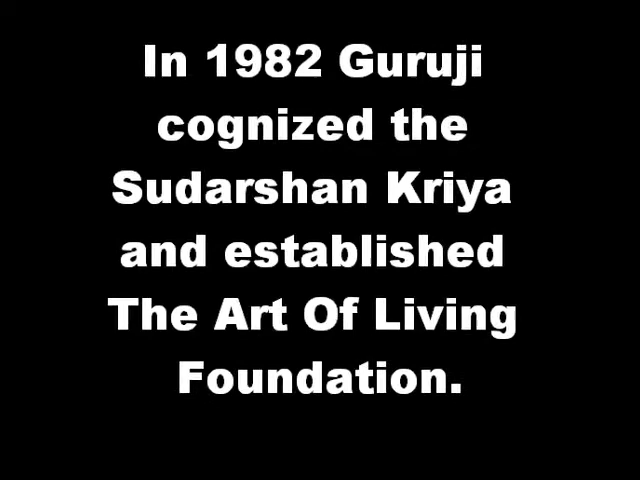 In 1982 Guruji
cognized the
Sudarshan Kriya
and established
The Art Of Living
Foundation.